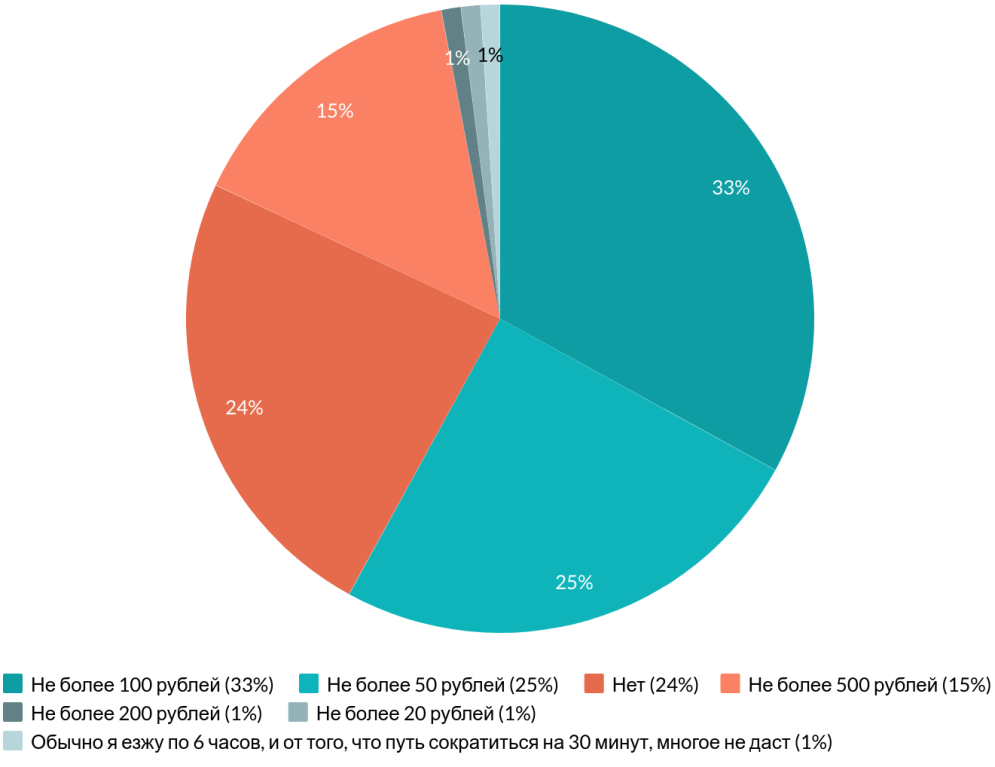 1%
1%
15%
33%
24%
25%
Не более 100 рублей (33%) Не более 50 рублей (25%) Нет (24%) Не более 500 рублей (15%)
Не более 200 рублей (1%) Не более 20 рублей (1%)
Обычно я езжу по 6 часов, и от того, что путь сократиться на 30 минут, многое не даст (1%)